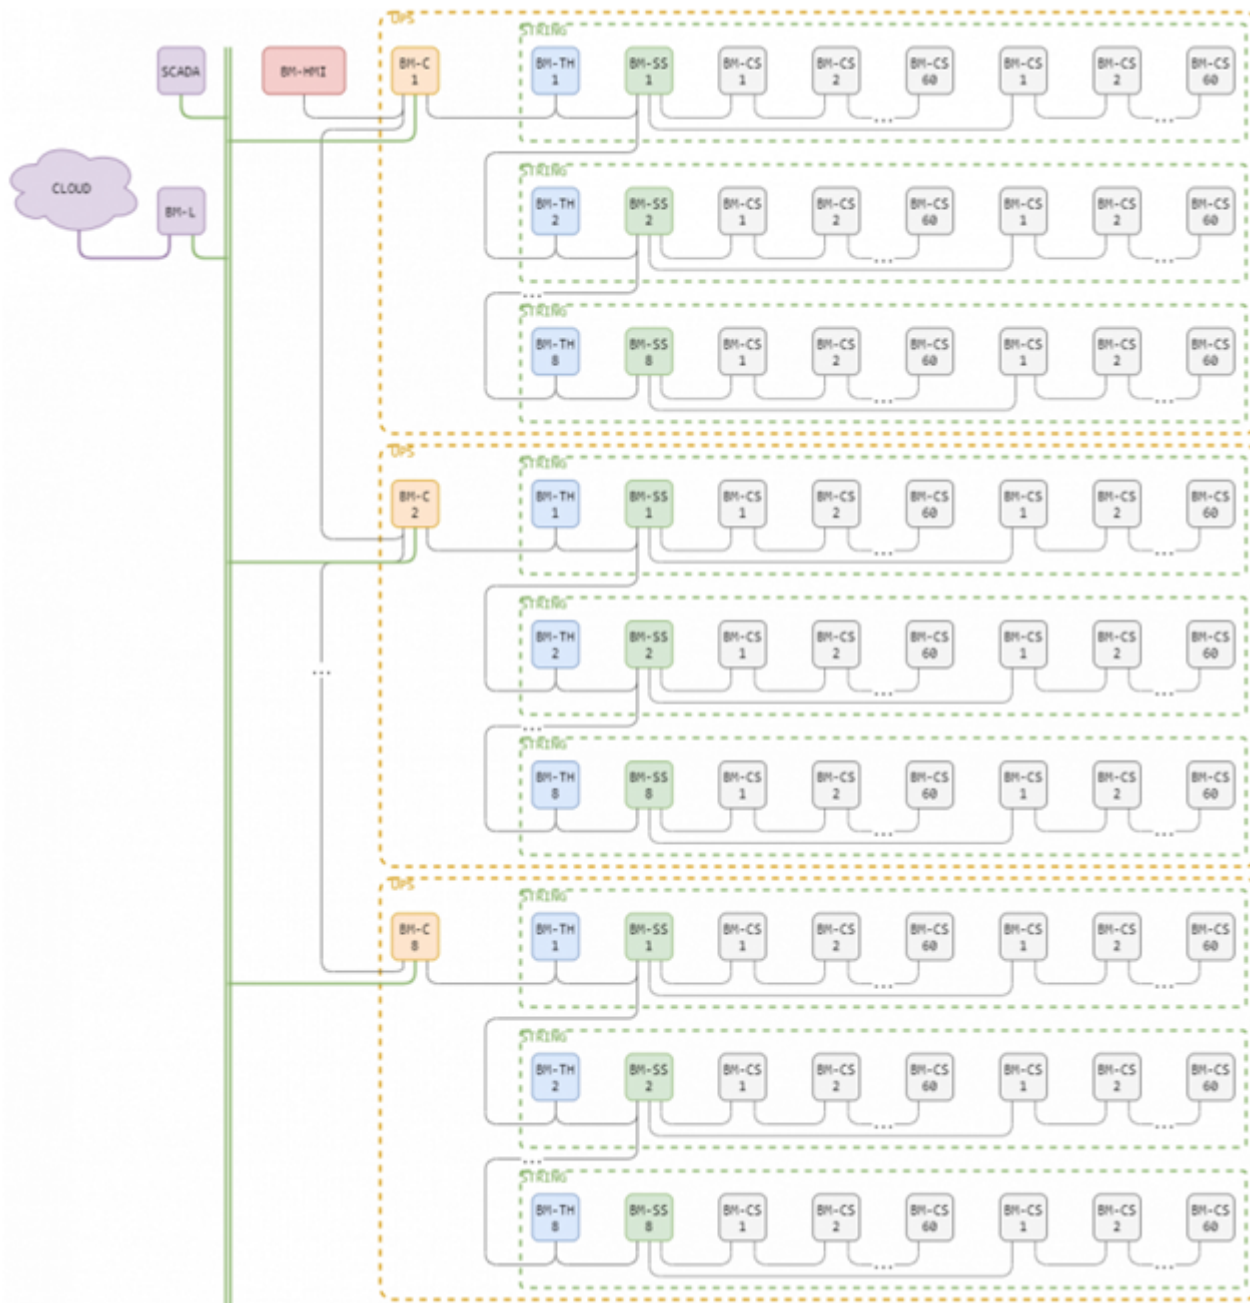 UPS
STRING
SCADA
BM-HMI
BM-C
1
BM-TH
1
BM-SS
1
BM-CS
1
BM-CS
2
...
BM-CS
60
BM-CS
1
BM-CS
2
...
BM-CS
60
STRING
CLOUD
BM-L
BM-TH
2
BM-SS
2
BM-CS
1
BM-CS
2
...
BM-CS
60
BM-CS
1
BM-CS
2
...
BM-CS
60
...
STRING
BM-TH
8
BM-SS
8
BM-CS
1
BM-CS
2
...
BM-CS
60
BM-CS
1
BM-CS
2
...
BM-CS
60
UPS
STRING
BM-C
2
BM-TH
1
BM-SS
1
BM-CS
1
BM-CS
2
...
BM-CS
60
BM-CS
1
BM-CS
2
...
BM-CS
60
STRING
BM-TH
2
BM-SS
2
BM-CS
1
BM-CS
2
...
BM-CS
60
BM-CS
1
BM-CS
2
...
BM-CS
60
...
...
STRING
BM-TH
8
BM-SS
8
BM-CS
1
BM-CS
2
...
BM-CS
60
BM-CS
1
BM-CS
2
...
BM-CS
60
UPS
STRING
BM-C
8
BM-TH
1
BM-SS
1
BM-CS
1
BM-CS
2
...
BM-CS
60
BM-CS
1
BM-CS
2
...
BM-CS
60
STRING
BM-TH
2
BM-SS
2
BM-CS
1
BM-CS
2
...
BM-CS
60
BM-CS
1
BM-CS
2
...
BM-CS
60
...
STRING
BM-TH
8
BM-SS
8
BM-CS
1
BM-CS
2
...
BM-CS
60
BM-CS
1
BM-CS
2
...
BM-CS
60